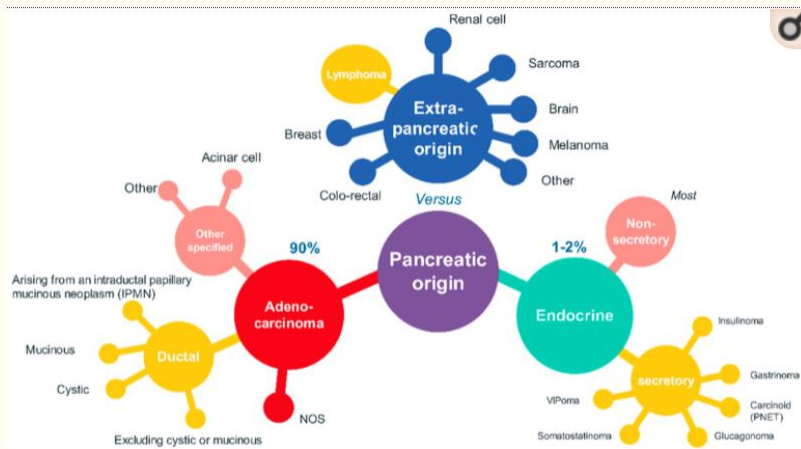 Renal cell
Lymphoma
Sarcoma
Extra-
pancreatic
origin
Brain
Breast
Melanoma
Acinar cell
Colo-rectal
Other
Other
Versus
Most
Other
specified
90%
Pancreatic
origin
1-2%
Non-
secretory
Arising from an intraductal papillary
mucinous neoplasm (IPMN)
Adeno-
carcinoma
Endocrine
Insulinoma
Mucinous
Ductal
Gastrinoma
secretory
Cystic
VIPoma
Carcinoid
(PNET)
NOS
Excluding cystic or mucinous
Somatostatinoma
Glucagonoma